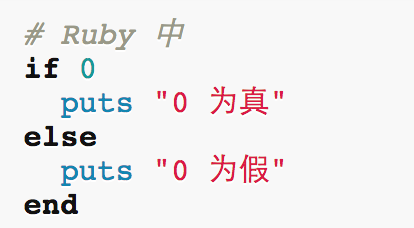 # Ruby 中
if 0
  puts "0 为真"
else
  puts "0 为假"
end